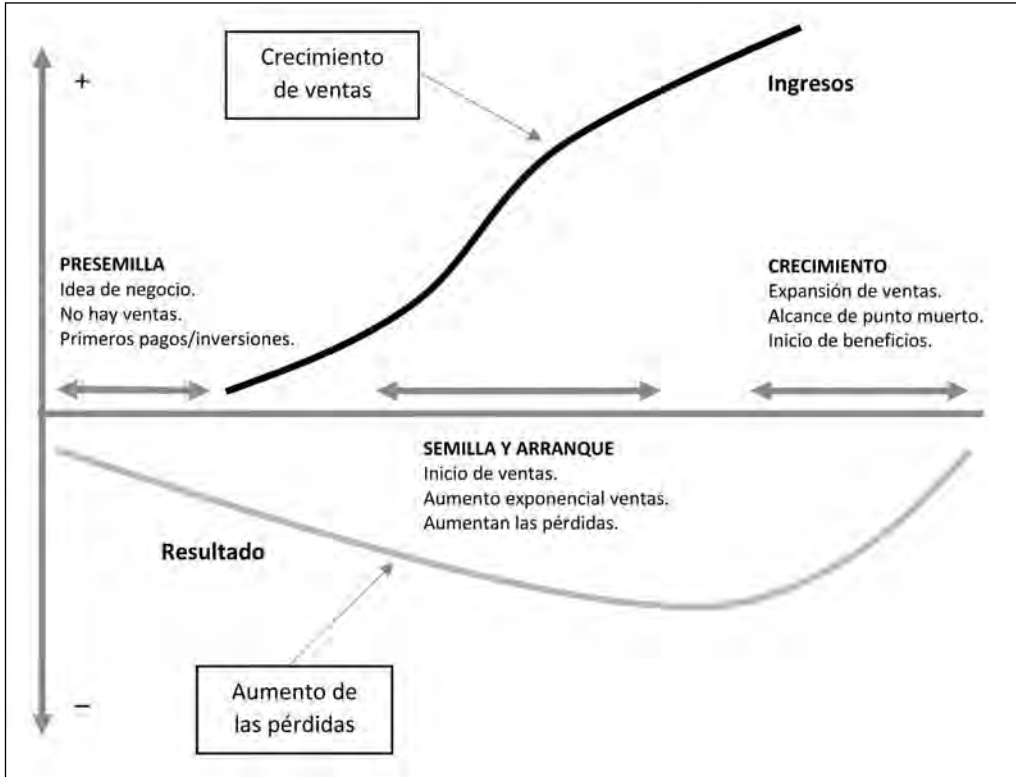 Crecimiento
de ventas
+
Ingresos
PRESEMILLA
Idea de negocio.
No hay ventas.
Primeros pagos/inversiones.
CRECIMIENTO
Expansión de ventas.
Alcance de punto muerto.
Inicio de beneficios.
SEMILLA Y ARRANQUE
Inicio de ventas.
Aumento exponencial ventas.
Aumentan las pérdidas.
Resultado
Aumento de
las pérdidas
–